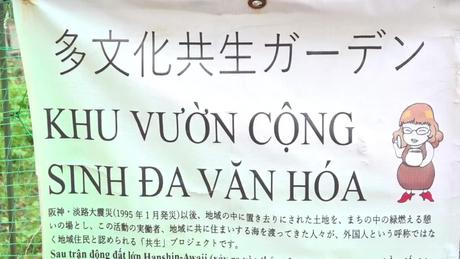 多文化共生ガーデン
KHU VƯỜN CỘNG
SINH ĐA VĂN HÓA
阪神・淡路大震災(1995年1月発災)以後、地域の中に置き去りにされた土地を、まちの中の緑燃える憩
いの場とし、この活動の実働者、地域に共に住まいする海を渡ってきた人々が、外国人という呼称ではな
く地域住民と認められる「共生」プロジェクトです。
Sau trận động đất lớn Hanshin-Awaji